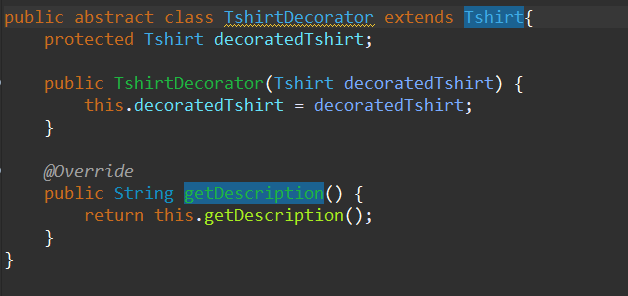 public abstract class TshirtDecorator extends Tshirt{
protected Tshirt decoratedTshirt;
public TshirtDecorator(Tshirt decoratedTshirt) {
this.decoratedTshirt = decoratedTshirt;
}
@Override
public String getDescription() {
return this.getDescription();
}
}